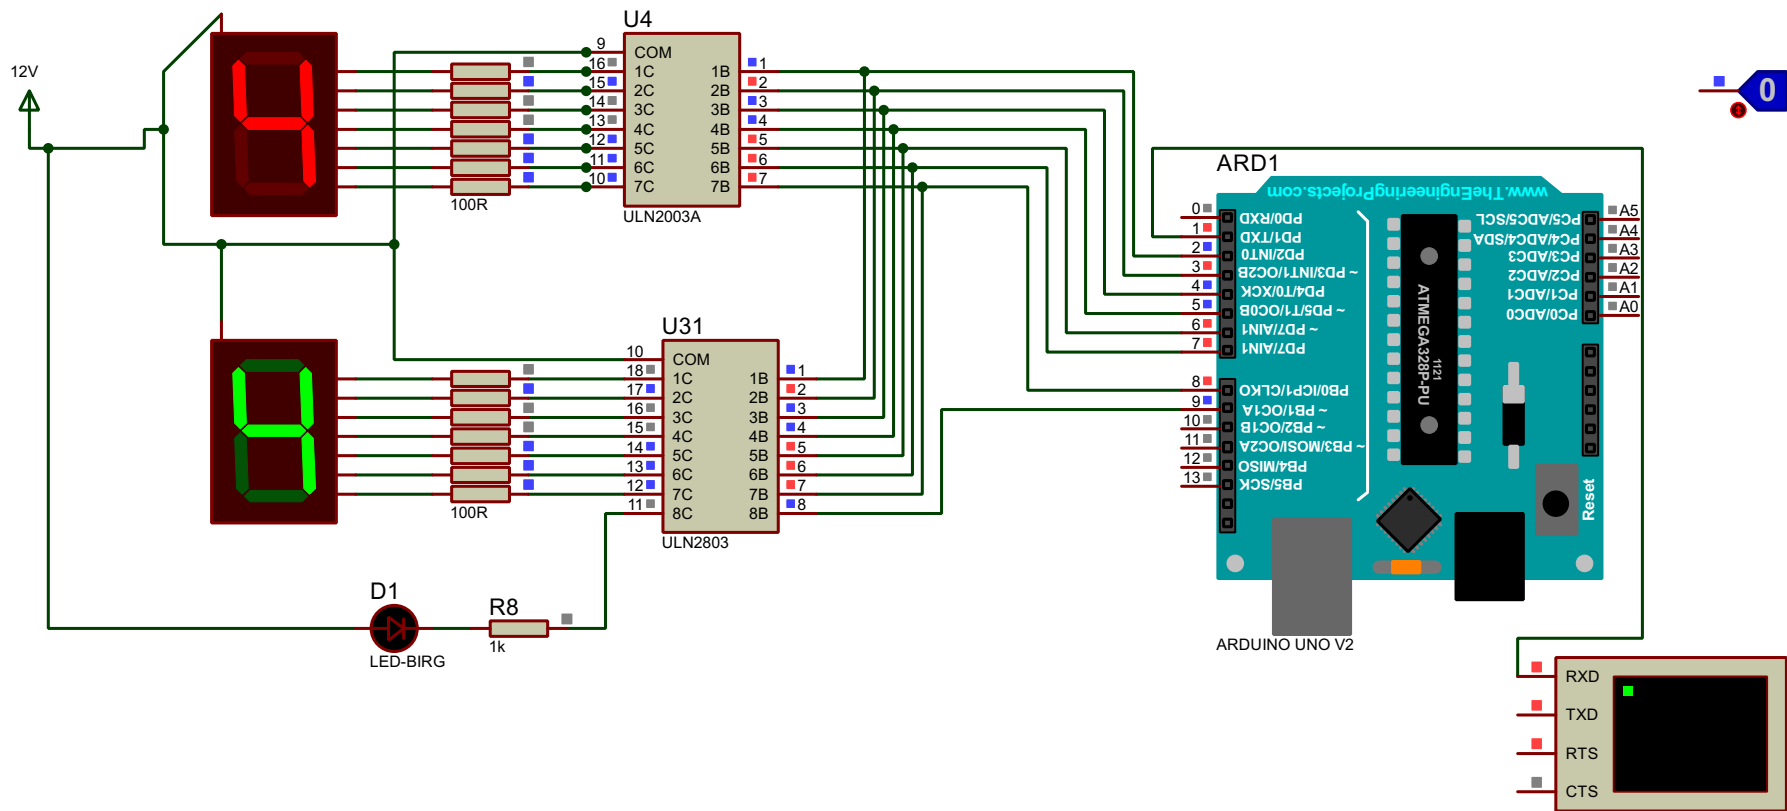 12V
U4
9 COM
16 1C 1B 1
15 2C 2B 2
14 3C 3B 3
13 4C 4B 4
12 5C 5B 5
11 6C 6B 6
10 7C 7B 7
100R
ULN2003A
U31
10 COM
18 1C 1B 1
17 2C 2B 2
16 3C 3B 3
15 4C 4B 4
14 5C 5B 5
13 6C 6B 6
12 7C 7B 7
11 8C 8B 8
100R
ULN2803
D1
LED-BIRG
R8
1k
0
ARD1
www.TheEngineeringProjects.com
0 PD0/RXD
1 PD1/TXD
2 PD2/INT0
3 ~ PD3/INT1/OC2B
4 PD4/T0/XCK
5 ~ PD5/T1/OC0B
6 ~ PD7/AIN1
7 PD7/AIN1
8 PB0/ICP1/CLKO
9 ~ PB1/OC1A
10 ~ PB2/OC1B
11 ~ PB3/MOSI/OC2A
12 PB4/MISO
13 PB5/SCK
PC5/ADC5/SCL A5
PC4/ADC4/SDA A4
PC3/ADC3 A3
PC2/ADC2 A2
PC1/ADC1 A1
PC0/ADC0 A0
ATMEGA328P-PU
1121
Reset
ARDUINO UNO V2
RXD
TXD
RTS
CTS